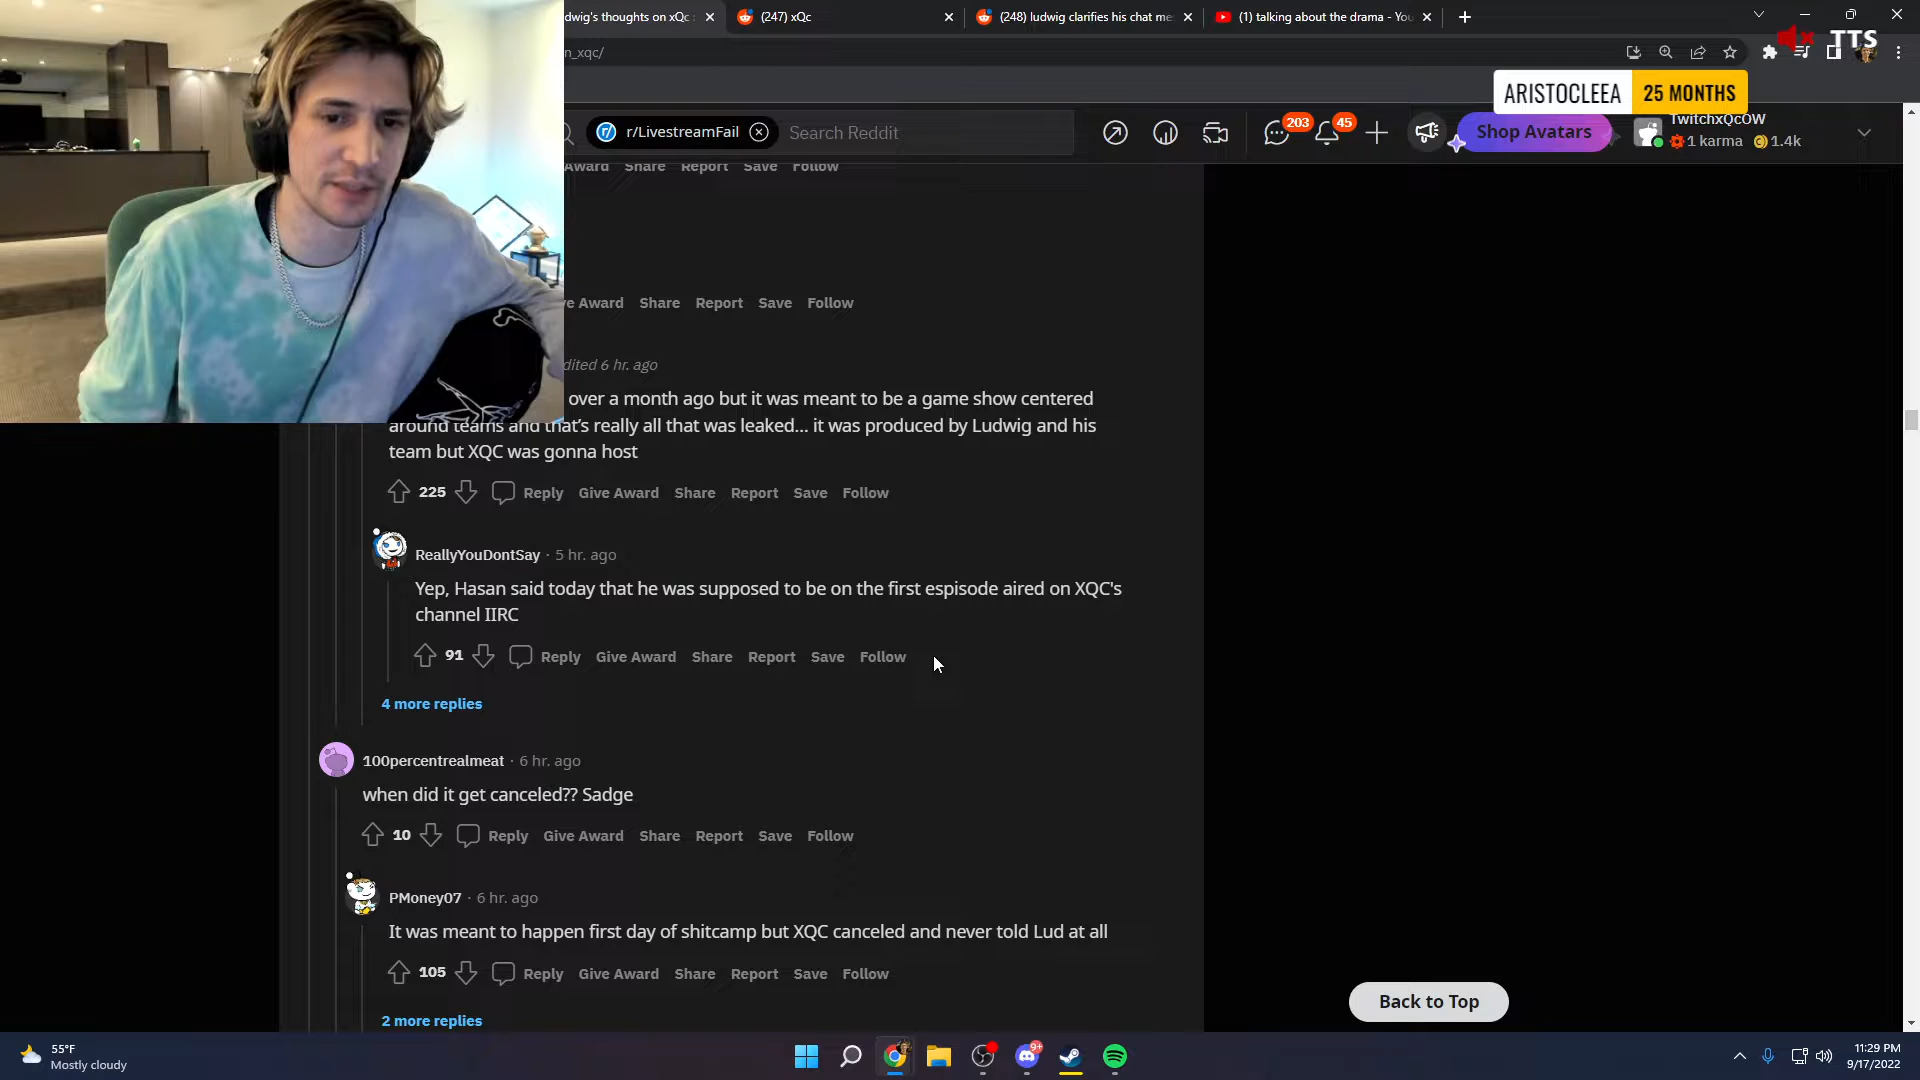 dwig's thoughts on xQc
(247) xQc
(248) ludwig clarifies his chat me
(1) talking about the drama - You
n_xqc/
TTS
ARISTOCLEEA 25 MONTHS
r/LivestreamFail
Search Reddit
203
45
Shop Avatars
TwitchxQcOW
1 karma 1.4k
Award Share Report Save Follow
ve Award Share Report Save Follow
dited 6 hr. ago
over a month ago but it was meant to be a game show centered
around teams and that's really all that was leaked... it was produced by Ludwig and his
team but XQC was gonna host
225 Reply Give Award Share Report Save Follow
ReallyYouDontSay · 5 hr. ago
Yep, Hasan said today that he was supposed to be on the first espisode aired on XQC's
channel IIRC
91 Reply Give Award Share Report Save Follow
4 more replies
100percentrealmeat · 6 hr. ago
when did it get canceled?? Sadge
10 Reply Give Award Share Report Save Follow
PMoney07 · 6 hr. ago
It was meant to happen first day of shitcamp but XQC canceled and never told Lud at all
105 Reply Give Award Share Report Save Follow
2 more replies
Back to Top
55°F
Mostly cloudy
9+
11:29 PM
9/17/2022